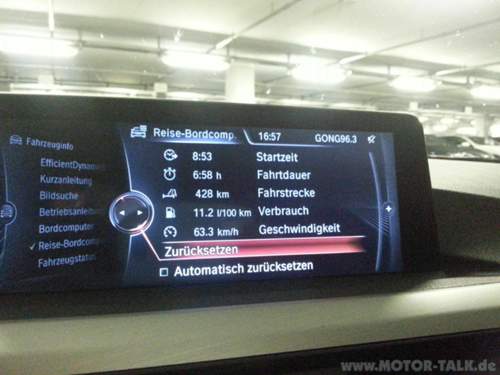 Fahrzeuginfo
EfficientDynam
Kurzanleitung
Bildsuche
Betriebsanleitu
Bordcomputer
✓ Reise-Bordcomp
Fahrzeugstatus
Reise-Bordcomp. 16:57 GONG96.3
8:53 Startzeit
6:58 h Fahrtdauer
428 km Fahrstrecke
11.2 l/100 km Verbrauch
63.3 km/h Geschwindigkeit
Zurücksetzen
Automatisch zurücksetzen
www.MOTOR-TALK.de